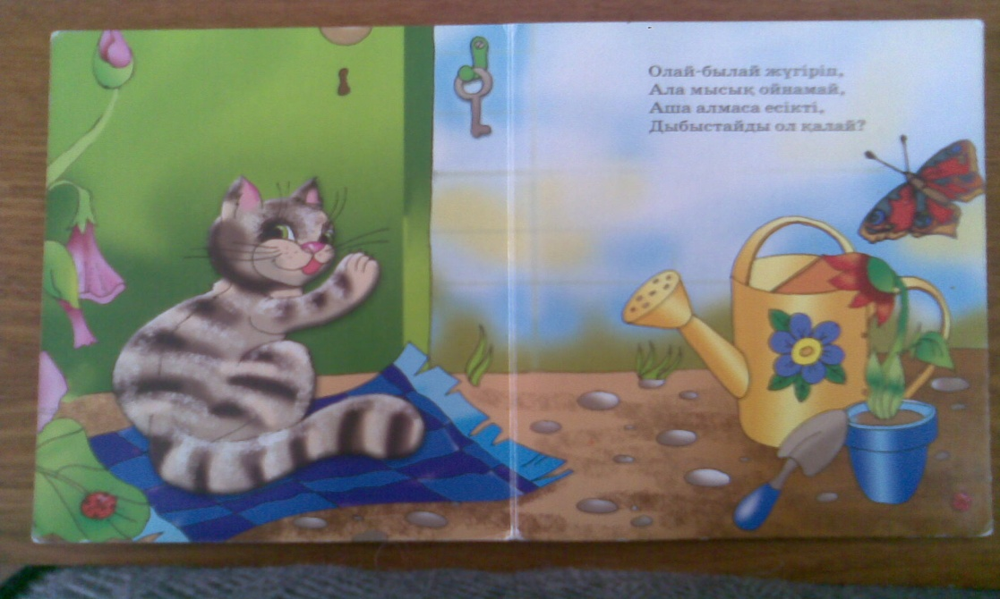 Олай-былай жүгіріп,
Ала мысық ойнамай,
Аша алмаса есікті,
Дыбыстайды ол қалай?